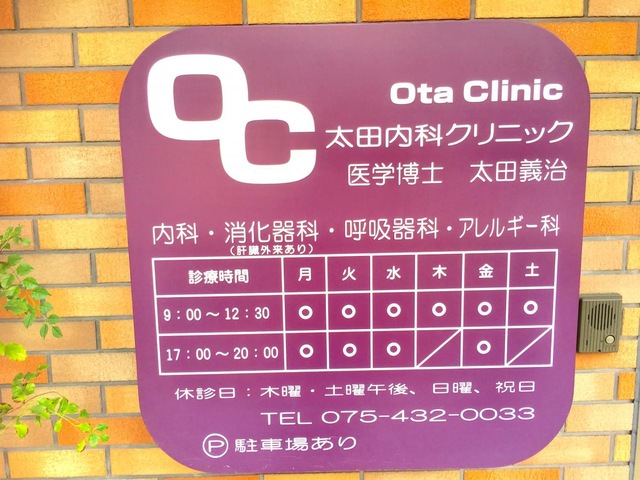 OC
Ota Clinic
太田内科クリニック
医学博士 太田義治
内科・消化器科・呼吸器科・アレルギー科
(肝臓外来あり)
診療時間 月 火 水 木 金 土
9:00～12:30 ○ ○ ○ ○ ○ ○
17:00～20:00 ○ ○ ○ ／ ○ ／
休診日:木曜・土曜午後、日曜、祝日
TEL 075-432-0033
Ⓟ駐車場あり